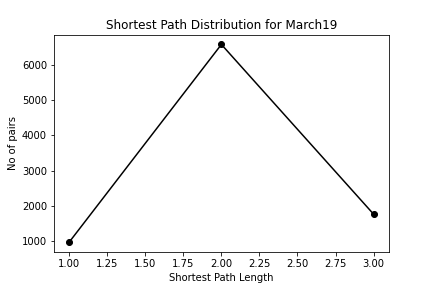 Shortest Path Distribution for March19
No of pairs
6000
5000
4000
3000
2000
1000
1.00 1.25 1.50 1.75 2.00 2.25 2.50 2.75 3.00
Shortest Path Length